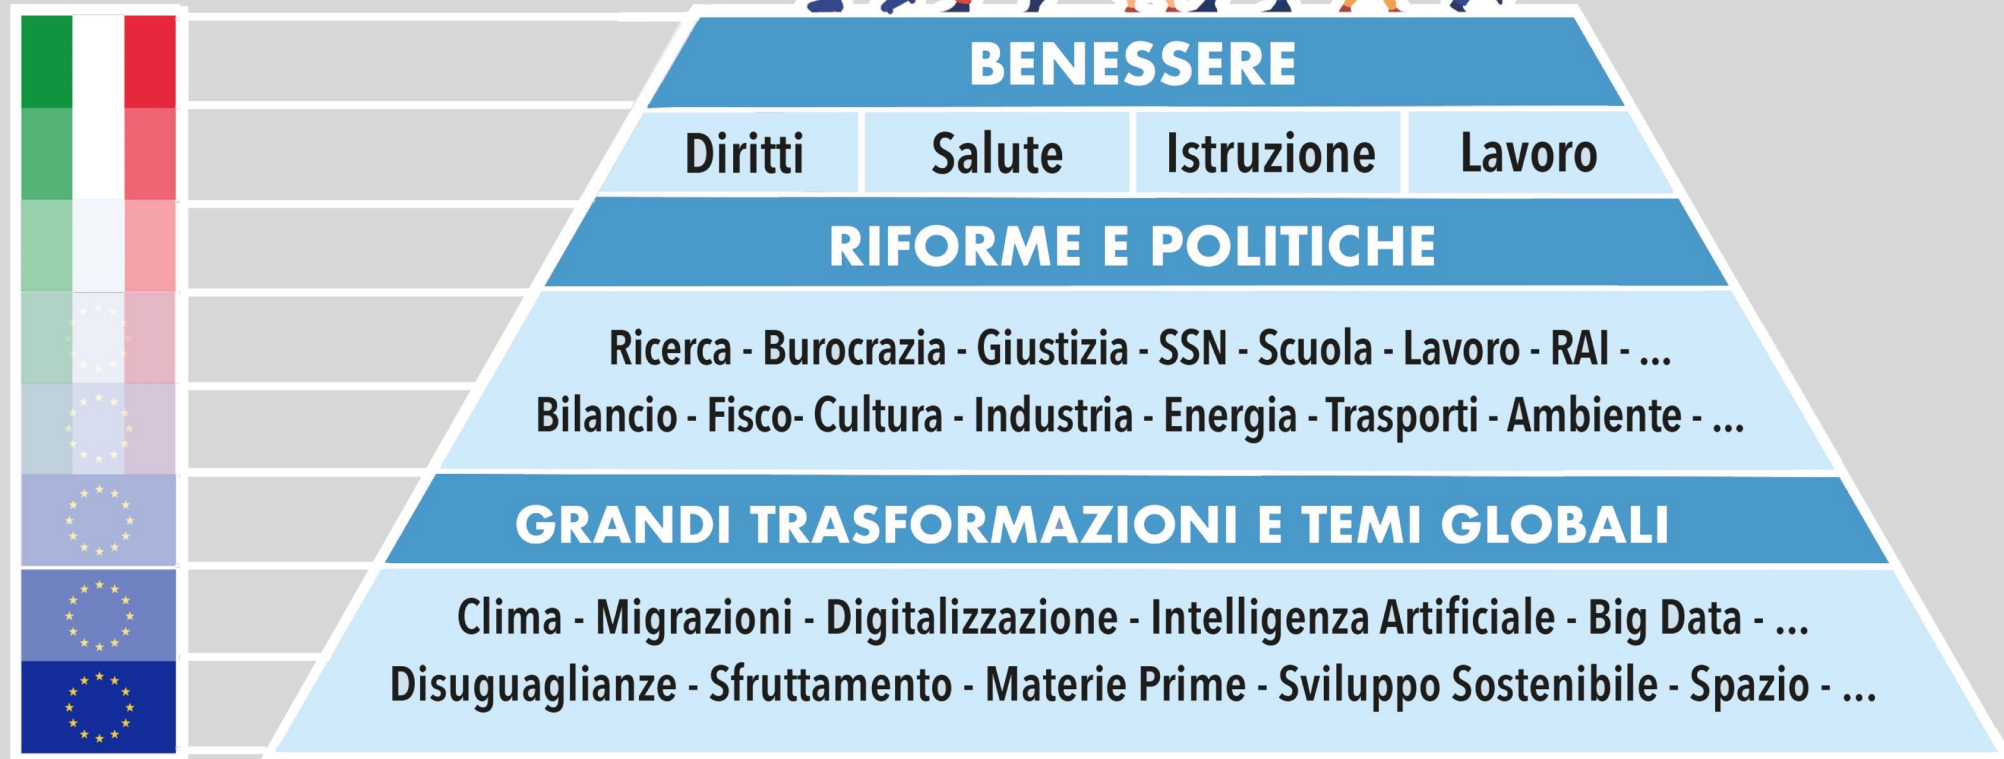 BENESSERE
Diritti Salute Istruzione Lavoro
RIFORME E POLITICHE
Ricerca - Burocrazia - Giustizia - SSN - Scuola - Lavoro - RAI - ...
Bilancio - Fisco- Cultura - Industria - Energia - Trasporti - Ambiente - ...
GRANDI TRASFORMAZIONI E TEMI GLOBALI
Clima - Migrazioni - Digitalizzazione - Intelligenza Artificiale - Big Data - ...
Disuguaglianze - Sfruttamento - Materie Prime - Sviluppo Sostenibile - Spazio - ...